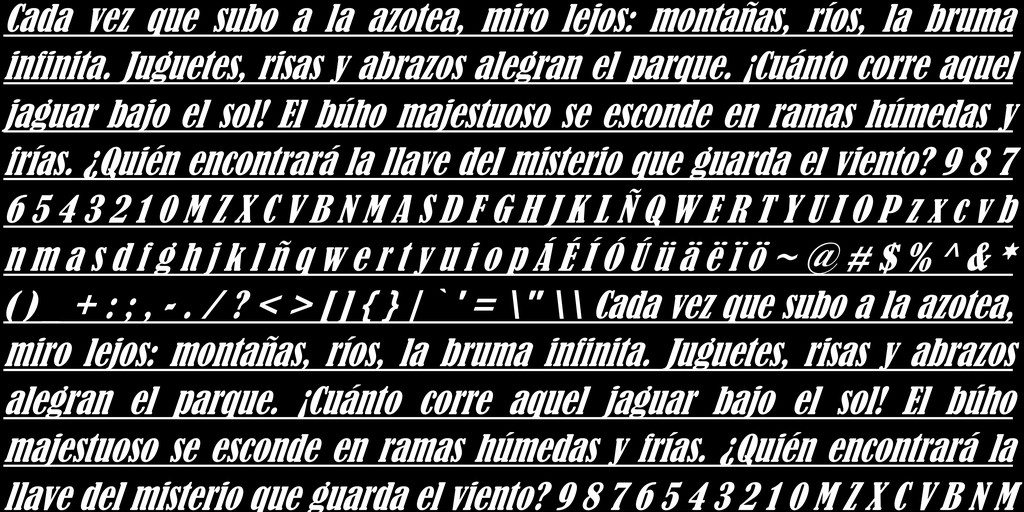 Cada vez que subo a la azotea, miro lejos: montañas, ríos, la bruma
infinita. Juguetes, risas y abrazos alegran el parque. ¡Cuánto corre aquel
jaguar bajo el sol! El búho majestuoso se esconde en ramas húmedas y
frías. ¿Quién encontrará la llave del misterio que guarda el viento? 9 8 7
6 5 4 3 2 1 0 M Z X C V B N M A S D F G H J K L Ñ Q W E R T Y U I O P z x c v b
n m a s d f g h j k l ñ q w e r t y u i o p Á É Í Ó Ú ü ä ë ï ö ~ @ # $ % ^ & *
( ) _ + : ; , - . / ? < > [ ] { } | ` ' = \ " \ \ Cada vez que subo a la azotea,
miro lejos: montañas, ríos, la bruma infinita. Juguetes, risas y abrazos
alegran el parque. ¡Cuánto corre aquel jaguar bajo el sol! El búho
majestuoso se esconde en ramas húmedas y frías. ¿Quién encontrará la
llave del misterio que guarda el viento? 9 8 7 6 5 4 3 2 1 0 M Z X C V B N M